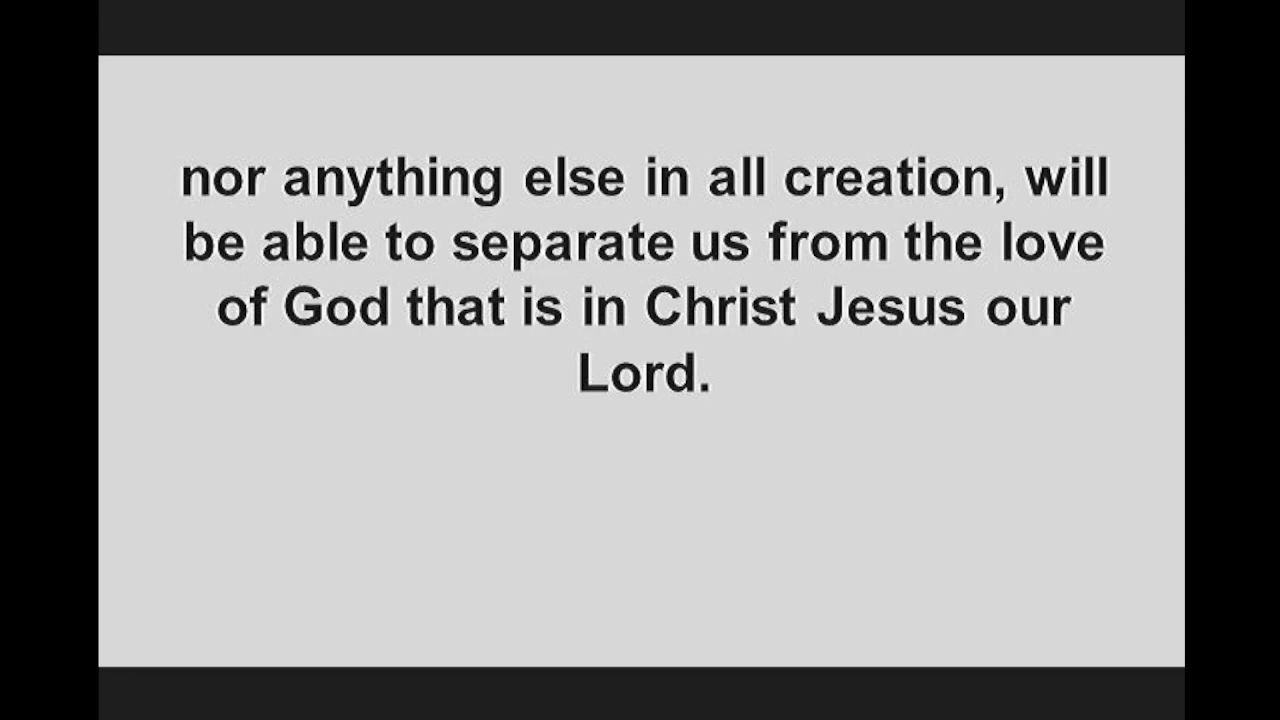 nor anything else in all creation, will
be able to separate us from the love
of God that is in Christ Jesus our
Lord.